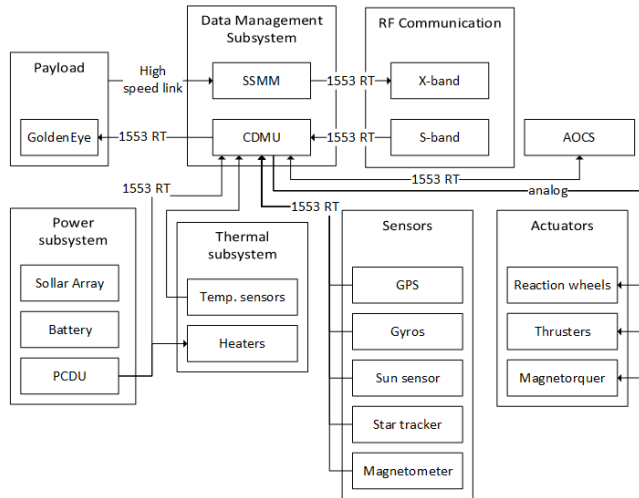 Data Management
Subsystem
RF Communication
Payload
High
speed link
SSMM
1553 RT
X-band
GoldenEye
1553 RT
CDMU
1553 RT
S-band
AOCS
1553 RT
1553 RT
analog
1553 RT
Power
subsystem
Thermal
subsystem
Sensors
Actuators
Sollar Array
Temp. sensors
GPS
Reaction wheels
Battery
Heaters
Gyros
Thrusters
PCDU
Sun sensor
Magnetorquer
Star tracker
Magnetometer